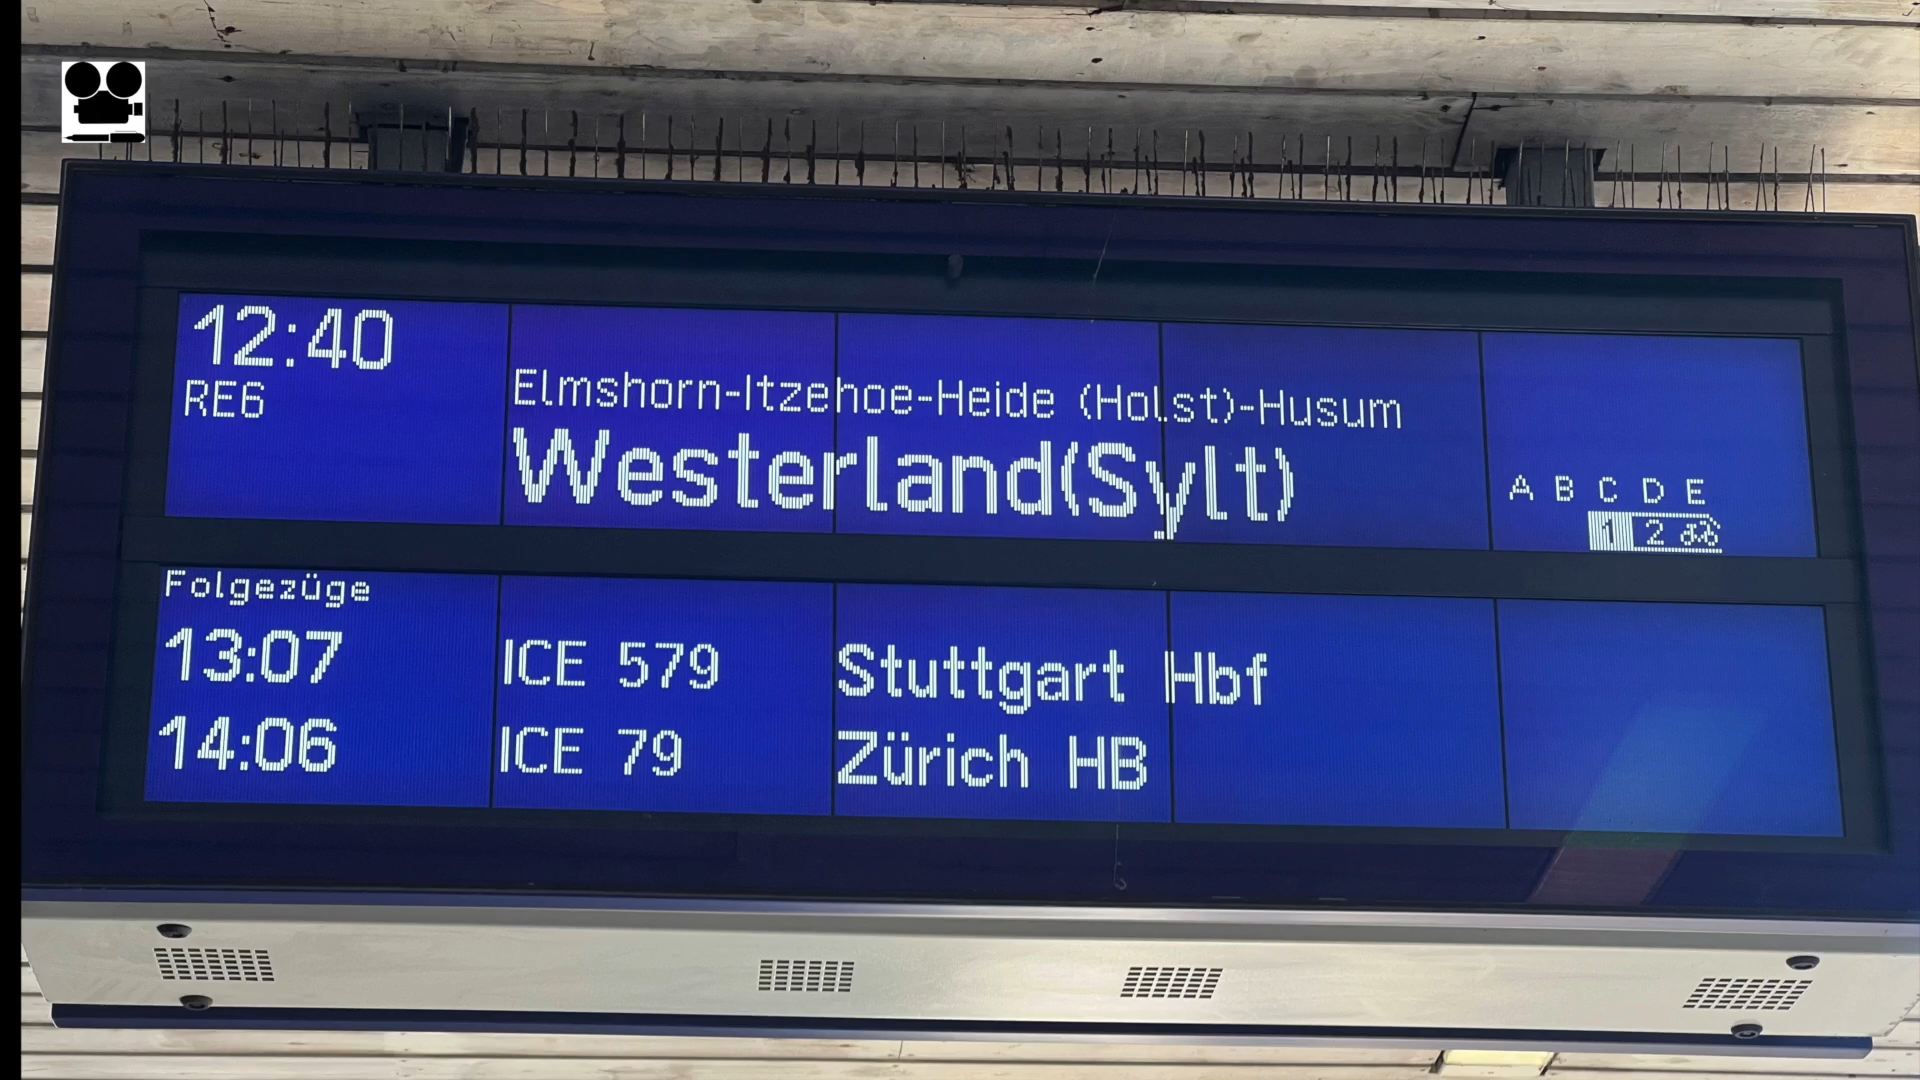 12:40
RE6
Elmshorn-Itzehoe-Heide (Holst)-Husum
Westerland(Sylt)
A B C D E
1 2
Folgezüge
13:07 ICE 579 Stuttgart Hbf
14:06 ICE 79 Zürich HB